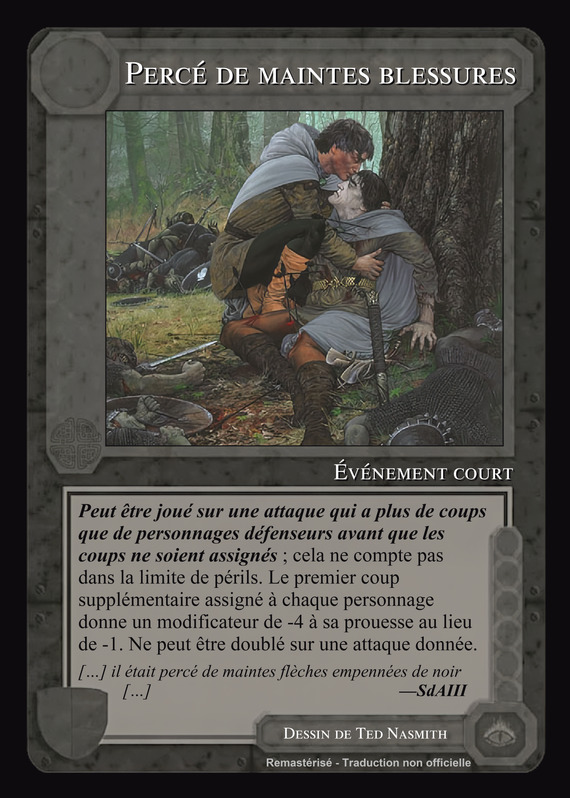 Percé de maintes blessures
Événement court
Peut être joué sur une attaque qui a plus de coups
que de personnages défenseurs avant que les
coups ne soient assignés ; cela ne compte pas
dans la limite de périls. Le premier coup
supplémentaire assigné à chaque personnage
donne un modificateur de -4 à sa prouesse au lieu
de -1. Ne peut être doublé sur une attaque donnée.
[…] il était percé de maintes flèches empennées de noir
[…] —SdAIII
Dessin de Ted Nasmith
Remastérisé - Traduction non officielle